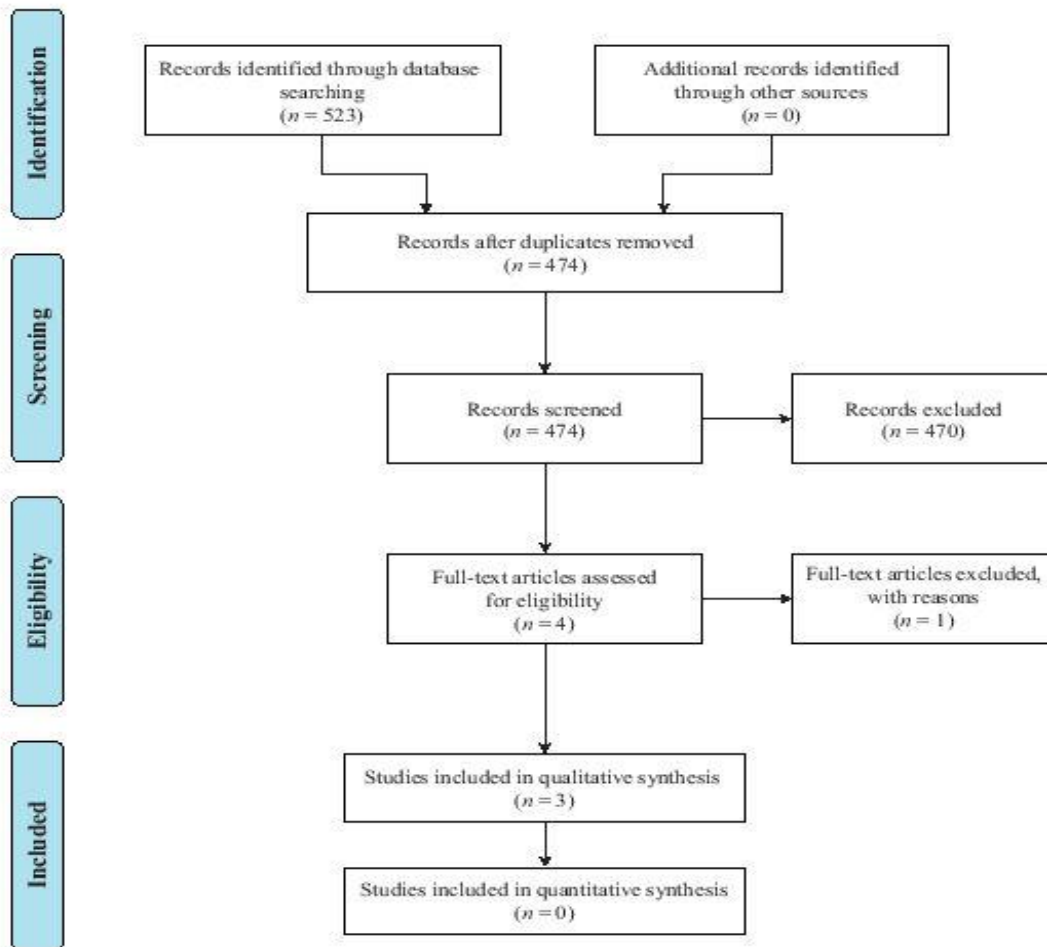 Identification
Records identified through database
searching
(n = 523)
Additional records identified
through other sources
(n = 0)
Records after duplicates removed
(n = 474)
Screening
Records screened
(n = 474)
Records excluded
(n = 470)
Eligibility
Full-text articles assessed
for eligibility
(n = 4)
Full-text articles excluded,
with reasons
(n = 1)
Included
Studies included in qualitative synthesis
(n = 3)
Studies included in quantitative synthesis
(n = 0)